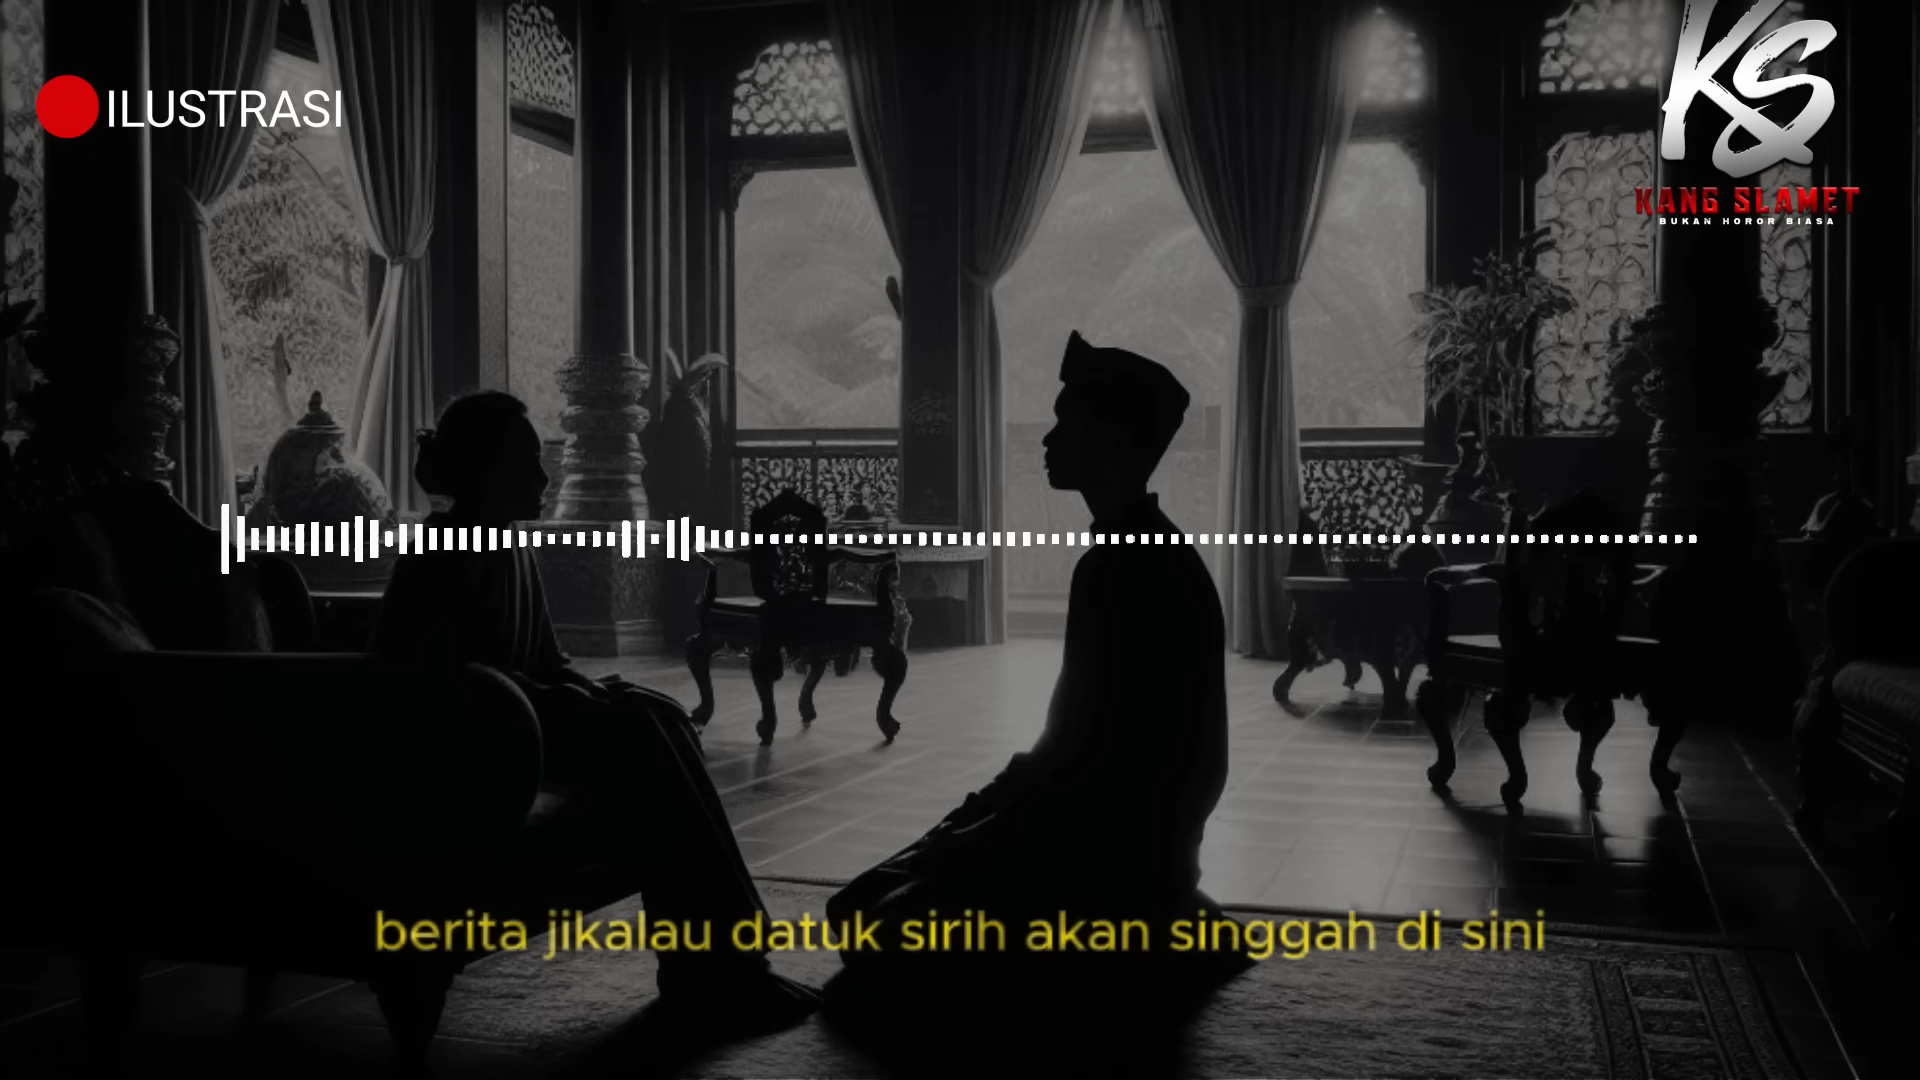 ILUSTRASI
KS
KANG SLAMET
BUKAN HOROR BIASA
berita jikalau datuk sirih akan singgah di sini